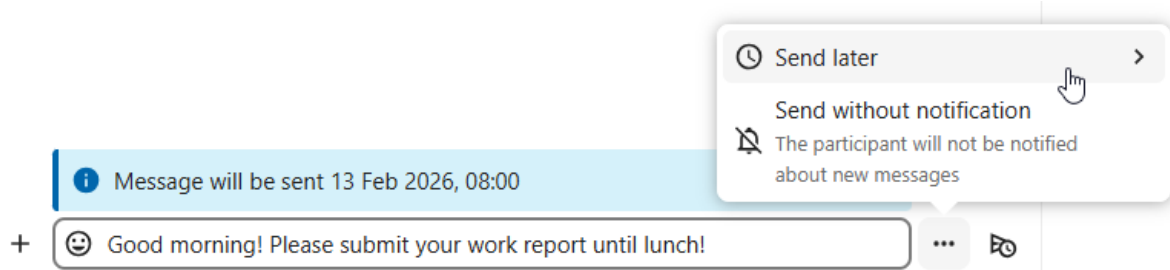 Send later
Send without notification
The participant will not be notified
about new messages
Message will be sent 13 Feb 2026, 08:00
Good morning! Please submit your work report until lunch!